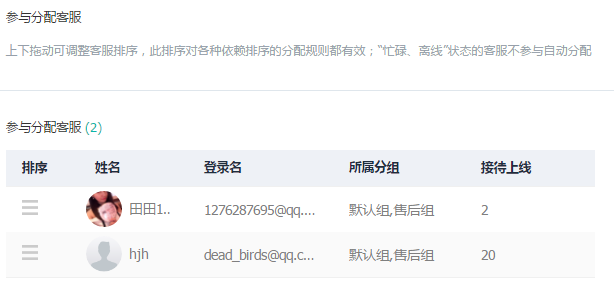 参与分配客服
上下拖动可调整客服排序，此排序对各种依赖排序的分配规则都有效；“忙碌、离线”状态的客服不参与自动分配
参与分配客服 (2)
排序 姓名 登录名 所属分组 接待上线
田田1.. 1276287695@qq.... 默认组,售后组 2
hjh dead_birds@qq.c... 默认组,售后组 20